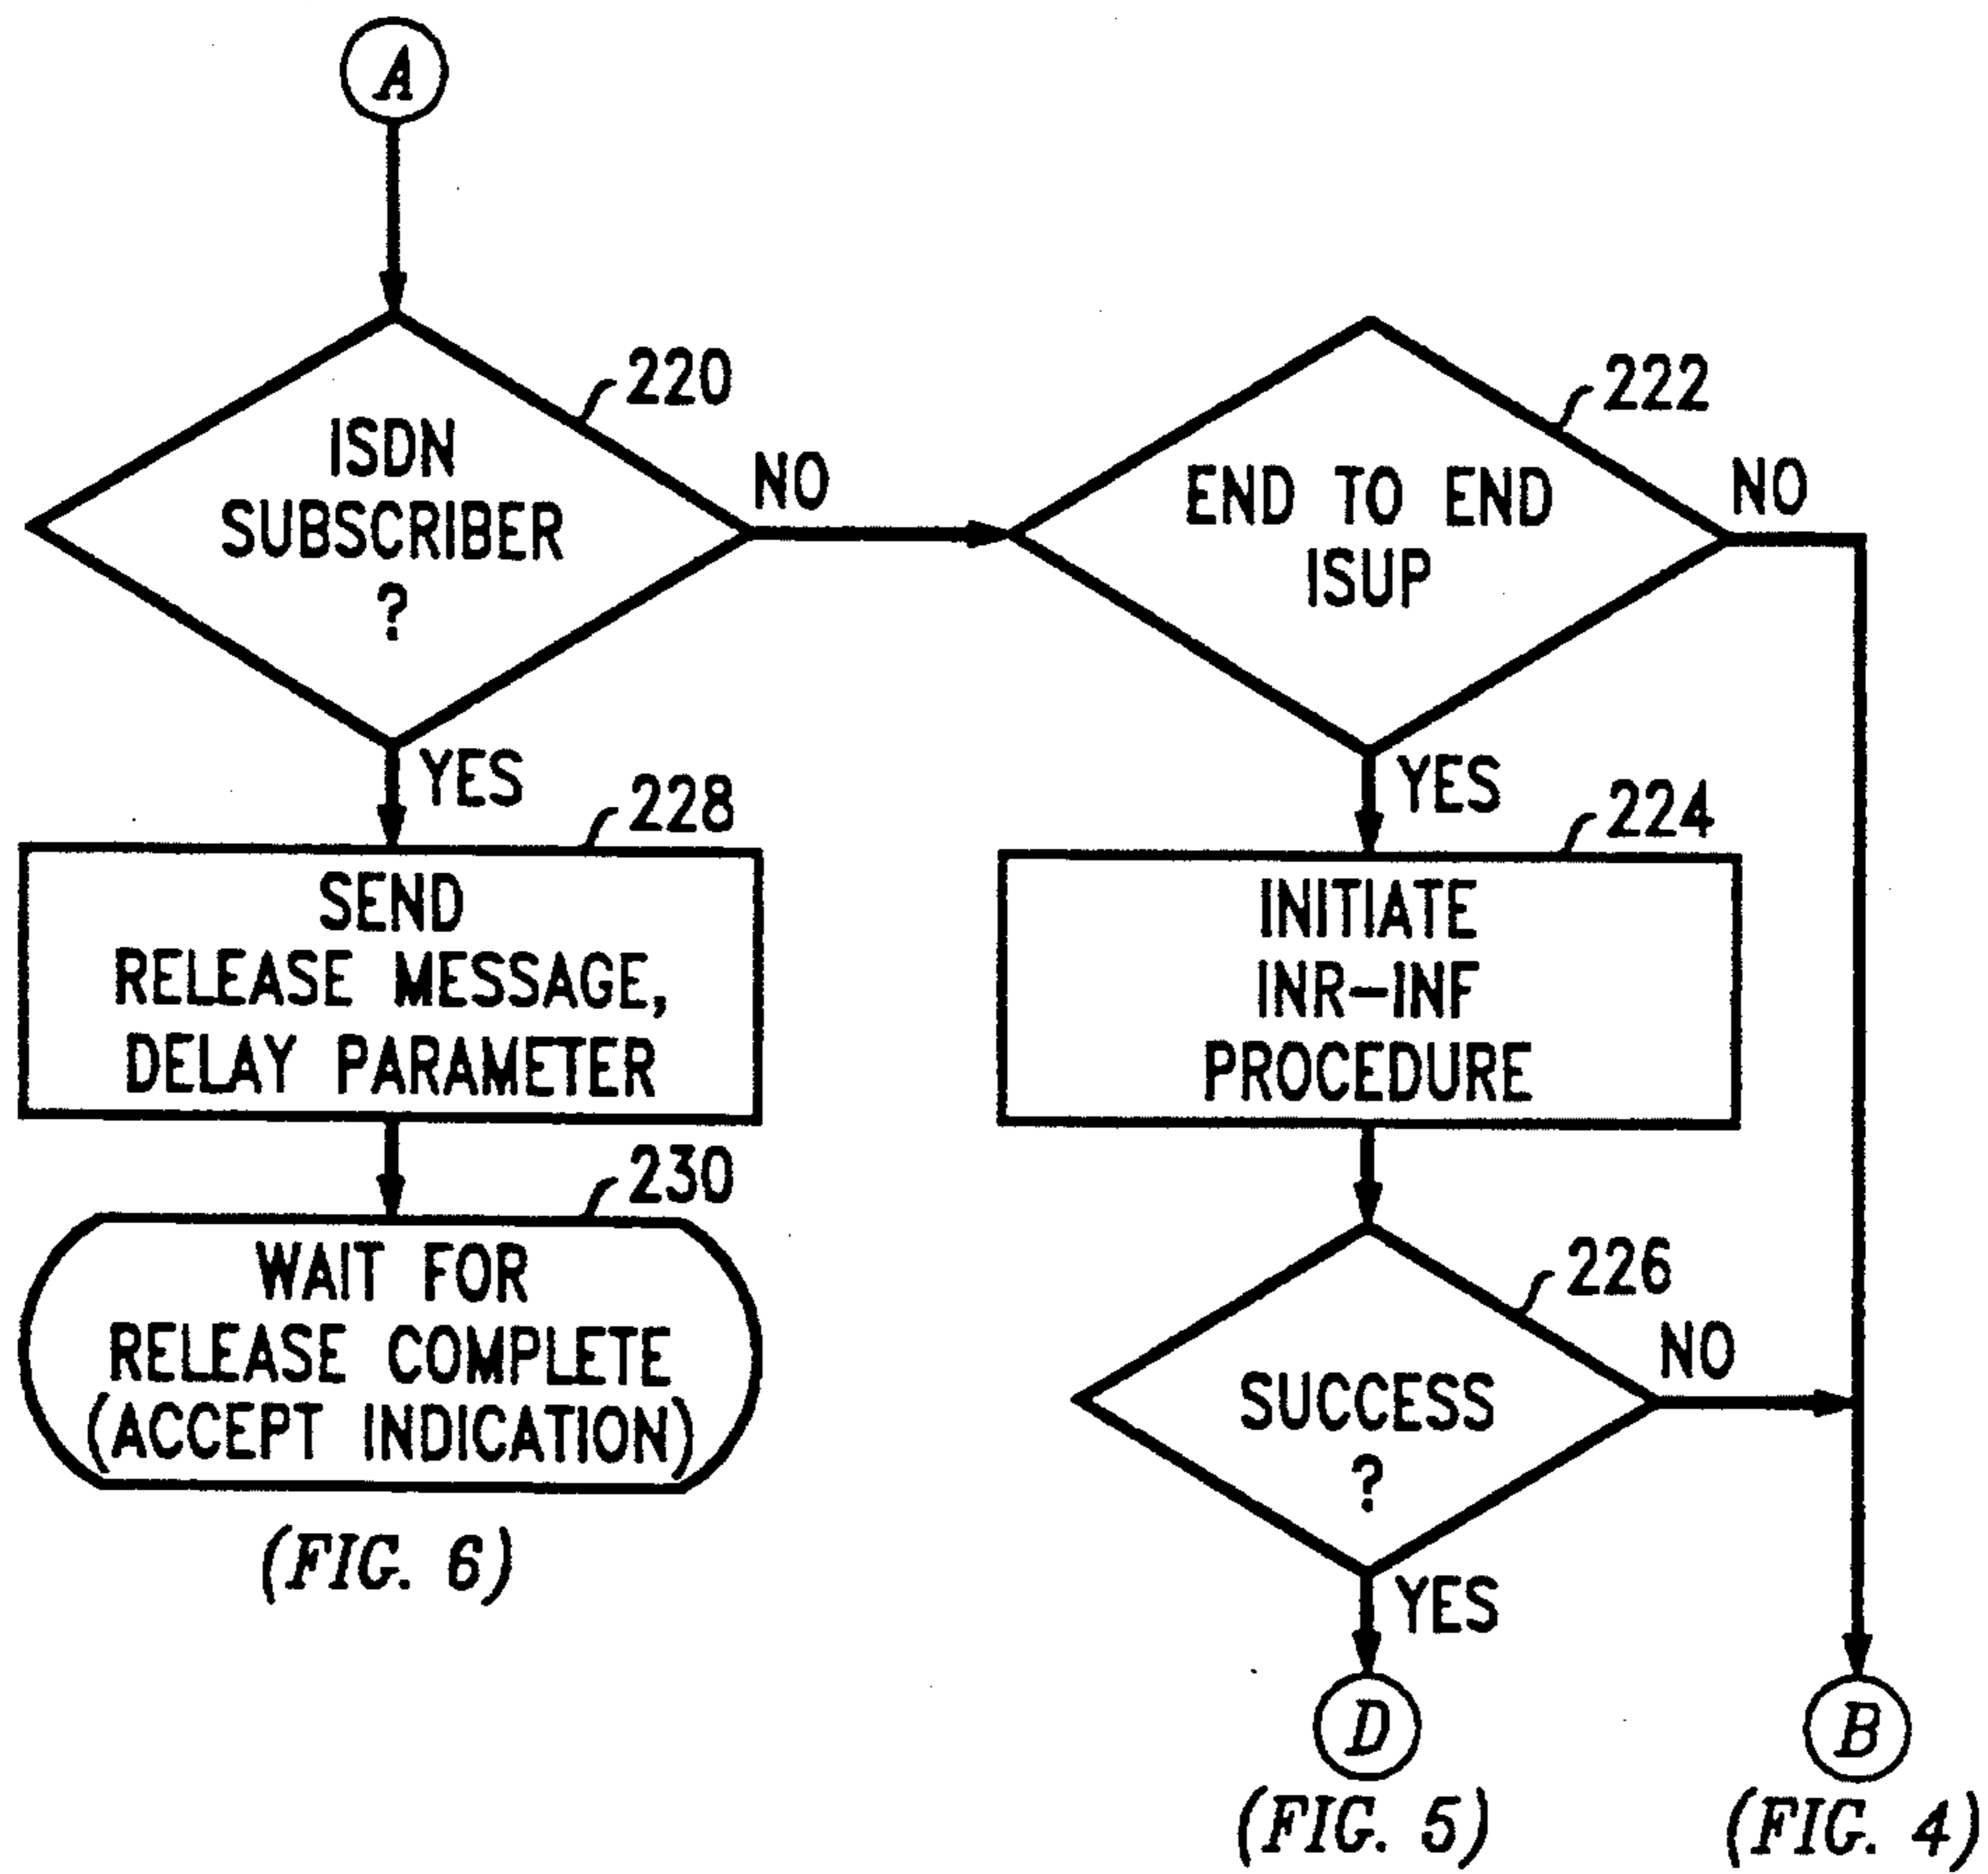 A
220
ISDN
SUBSCRIBER
?
NO
YES
222
END TO END
ISUP
NO
YES
228
SEND
RELEASE MESSAGE,
DELAY PARAMETER
224
INITIATE
INR-INF
PROCEDURE
230
WAIT FOR
RELEASE COMPLETE
(ACCEPT INDICATION)
(FIG. 6)
226
SUCCESS
?
NO
YES
D
(FIG. 5)
B
(FIG. 4)